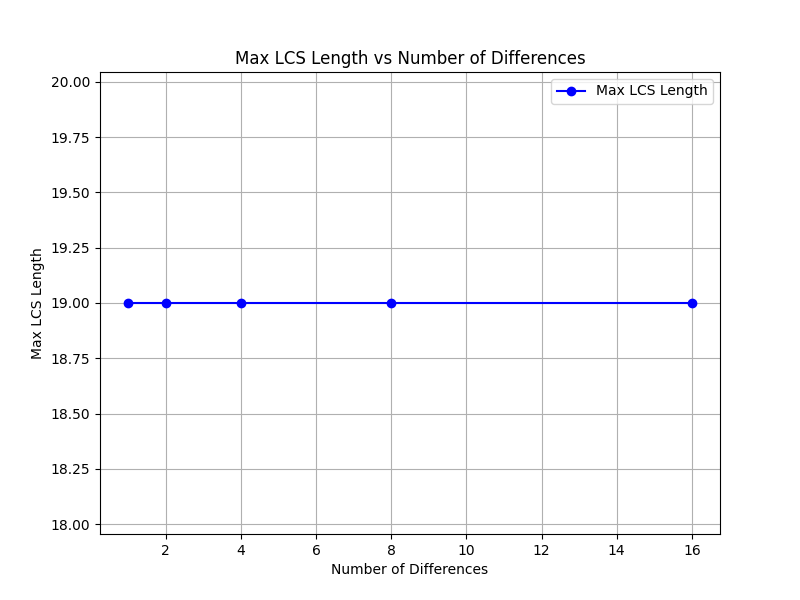 Max LCS Length vs Number of Differences
Max LCS Length
20.00
19.75
19.50
19.25
19.00
18.75
18.50
18.25
18.00
Max LCS Length
2 4 6 8 10 12 14 16
Number of Differences